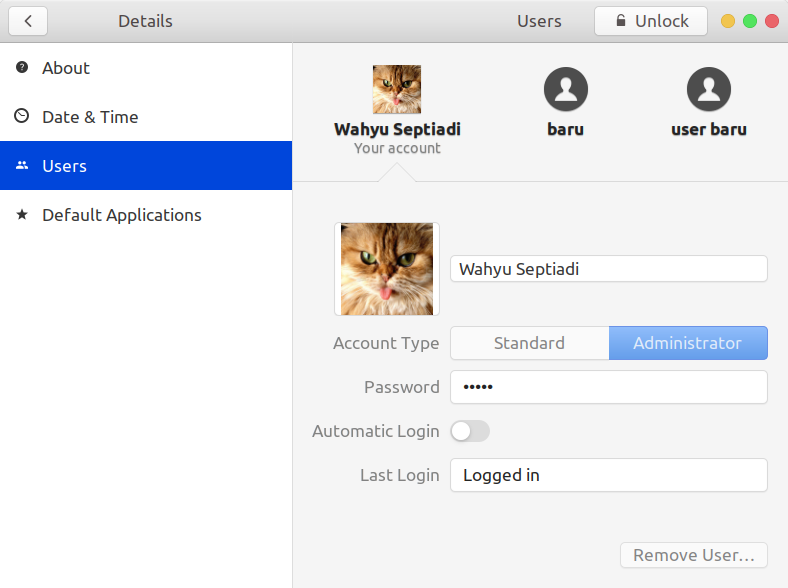 Details
Users
Unlock
About
Date & Time
Users
Default Applications
Wahyu Septiadi
Your account
baru
user baru
Wahyu Septiadi
Account Type
Standard
Administrator
Password
•••••
Automatic Login
Last Login
Logged in
Remove User...